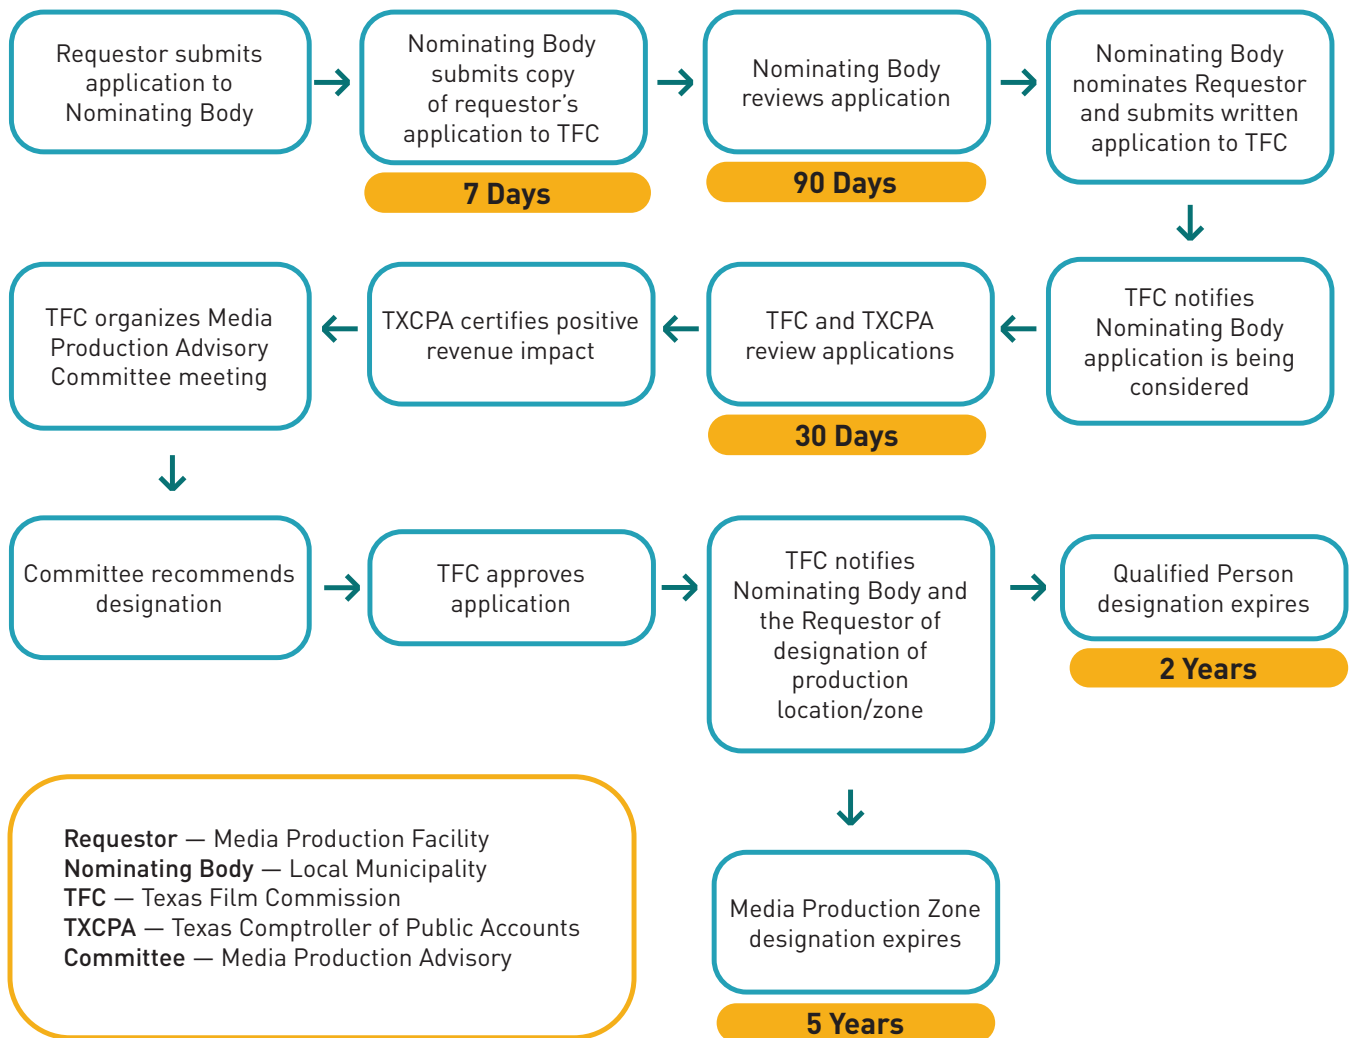 Requestor submits
application to
Nominating Body
Nominating Body
submits copy
of requestor's
application to TFC
7 Days
Nominating Body
reviews application
90 Days
Nominating Body
nominates Requestor
and submits written
application to TFC
TFC notifies
Nominating Body
application is being
considered
TFC and TXCPA
review applications
30 Days
TXCPA certifies positive
revenue impact
TFC organizes Media
Production Advisory
Committee meeting
Committee recommends
designation
TFC approves
application
TFC notifies
Nominating Body and
the Requestor of
designation of
production
location/zone
Qualified Person
designation expires
2 Years
Media Production Zone
designation expires
5 Years
Requestor — Media Production Facility
Nominating Body — Local Municipality
TFC — Texas Film Commission
TXCPA — Texas Comptroller of Public Accounts
Committee — Media Production Advisory